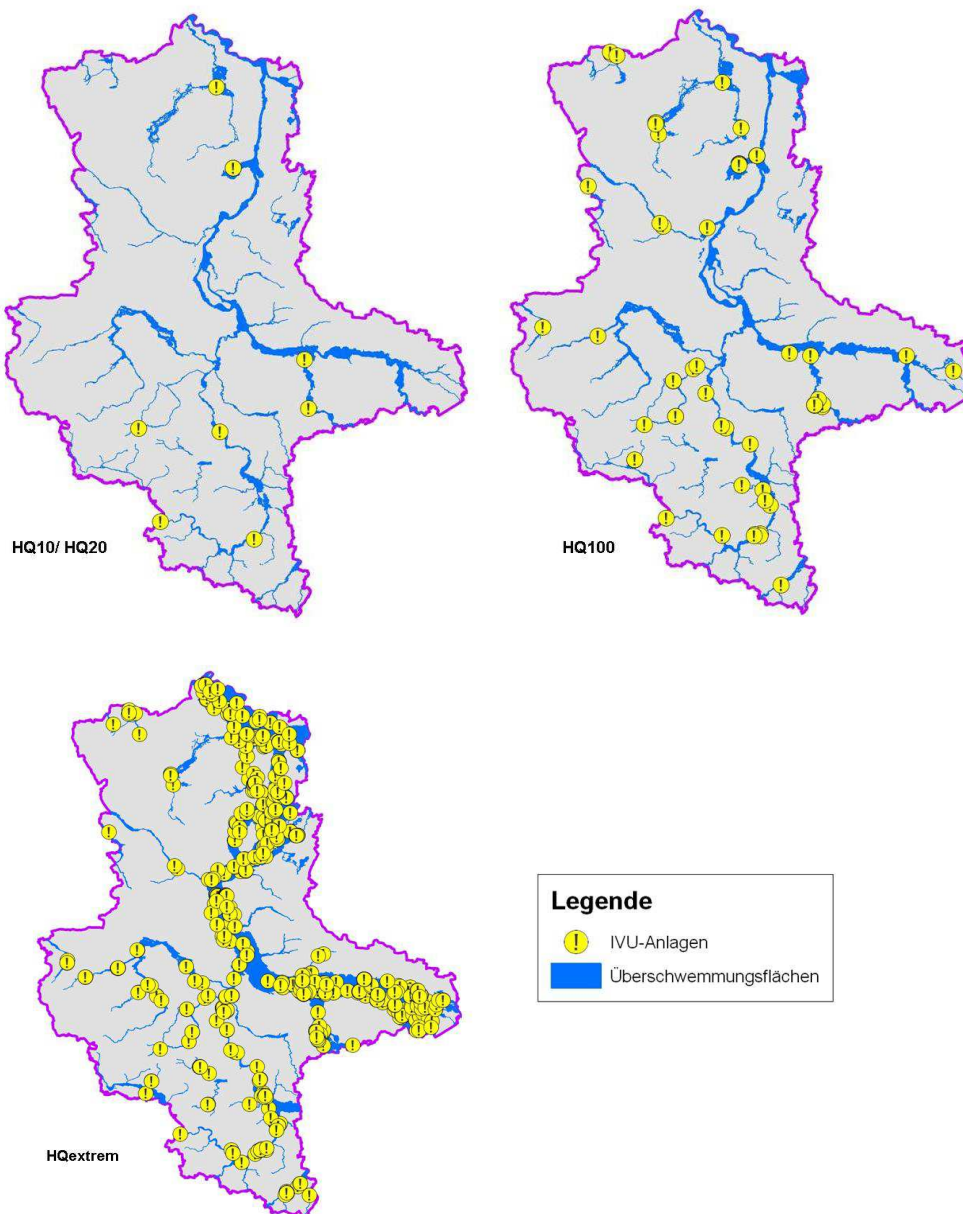 HQ10/ HQ20
HQ100
HQextrem
Legende
! IVU-Anlagen
Überschwemmungsflächen